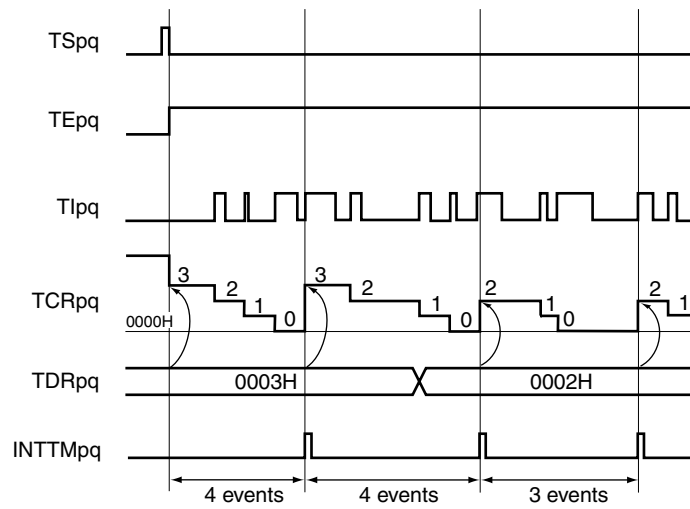 TSpq
TEpq
TIpq
TCRpq
3 2 1 0 3 2 1 0 2 1 0 2 1
0000H
TDRpq
0003H 0002H
INTTMpq
4 events 4 events 3 events